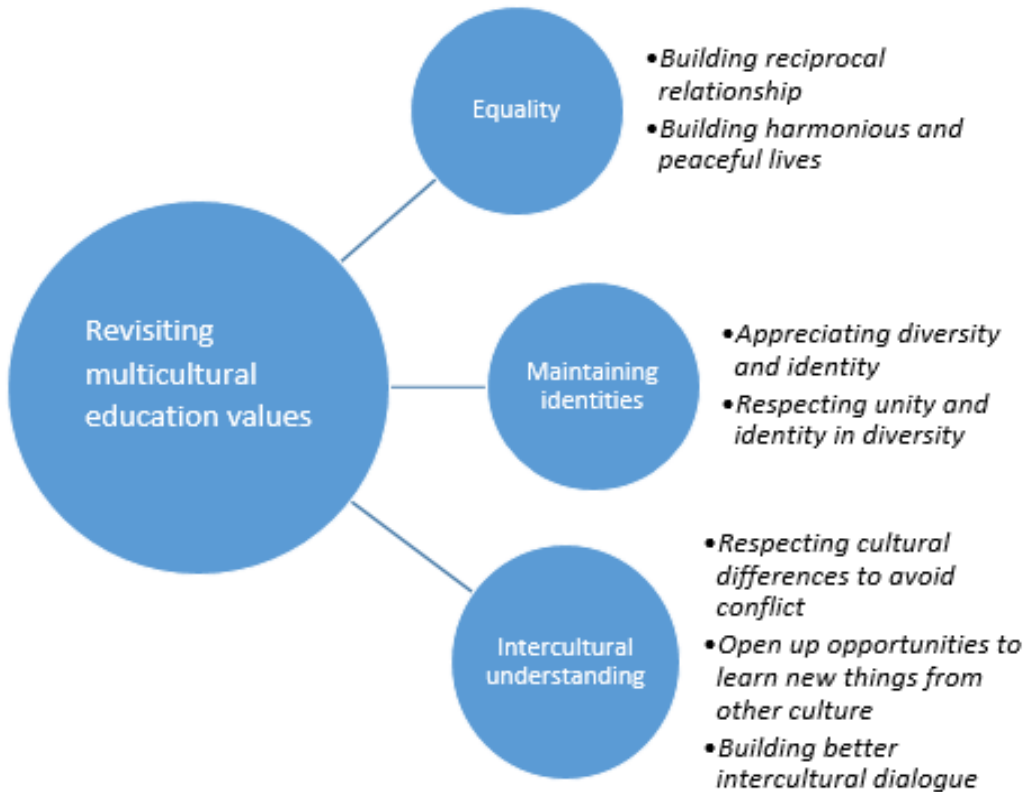 Equality
•Building reciprocal
relationship
•Building harmonious and
peaceful lives
Revisiting
multicultural
education values
Maintaining
identities
•Appreciating diversity
and identity
•Respecting unity and
identity in diversity
Intercultural
understanding
•Respecting cultural
differences to avoid
conflict
•Open up opportunities to
learn new things from
other culture
•Building better
intercultural dialogue